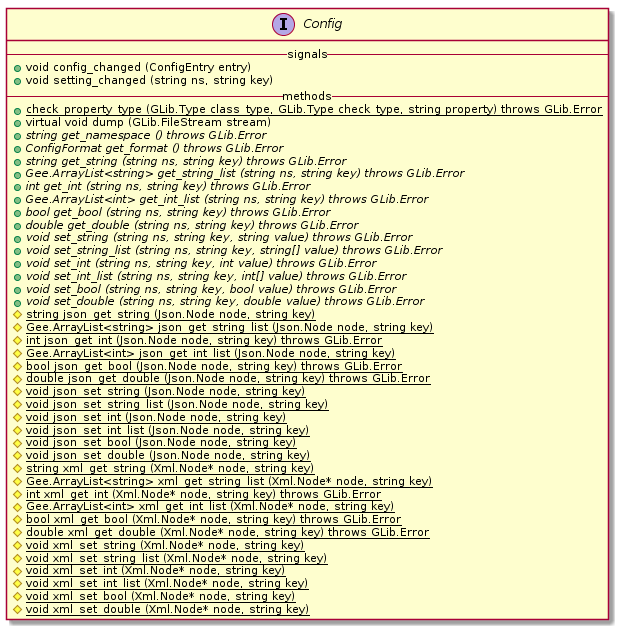 I Config
signals
void config_changed (ConfigEntry entry)
void setting_changed (string ns, string key)
methods
check_property_type (GLib.Type class_type, GLib.Type check_type, string property) throws GLib.Error
virtual void dump (GLib.FileStream stream)
string get_namespace () throws GLib.Error
ConfigFormat get_format () throws GLib.Error
string get_string (string ns, string key) throws GLib.Error
Gee.ArrayList<string> get_string_list (string ns, string key) throws GLib.Error
int get_int (string ns, string key) throws GLib.Error
Gee.ArrayList<int> get_int_list (string ns, string key) throws GLib.Error
bool get_bool (string ns, string key) throws GLib.Error
double get_double (string ns, string key) throws GLib.Error
void set_string (string ns, string key, string value) throws GLib.Error
void set_string_list (string ns, string key, string[] value) throws GLib.Error
void set_int (string ns, string key, int value) throws GLib.Error
void set_int_list (string ns, string key, int[] value) throws GLib.Error
void set_bool (string ns, string key, bool value) throws GLib.Error
void set_double (string ns, string key, double value) throws GLib.Error
string json_get_string (Json.Node node, string key)
Gee.ArrayList<string> json_get_string_list (Json.Node node, string key)
int json_get_int (Json.Node node, string key) throws GLib.Error
Gee.ArrayList<int> json_get_int_list (Json.Node node, string key)
bool json_get_bool (Json.Node node, string key) throws GLib.Error
double json_get_double (Json.Node node, string key) throws GLib.Error
void json_set_string (Json.Node node, string key)
void json_set_string_list (Json.Node node, string key)
void json_set_int (Json.Node node, string key)
void json_set_int_list (Json.Node node, string key)
void json_set_bool (Json.Node node, string key)
void json_set_double (Json.Node node, string key)
string xml_get_string (Xml.Node* node, string key)
Gee.ArrayList<string> xml_get_string_list (Xml.Node* node, string key)
int xml_get_int (Xml.Node* node, string key) throws GLib.Error
Gee.ArrayList<int> xml_get_int_list (Xml.Node* node, string key)
bool xml_get_bool (Xml.Node* node, string key) throws GLib.Error
double xml_get_double (Xml.Node* node, string key) throws GLib.Error
void xml_set_string (Xml.Node* node, string key)
void xml_set_string_list (Xml.Node* node, string key)
void xml_set_int (Xml.Node* node, string key)
void xml_set_int_list (Xml.Node* node, string key)
void xml_set_bool (Xml.Node* node, string key)
void xml_set_double (Xml.Node* node, string key)